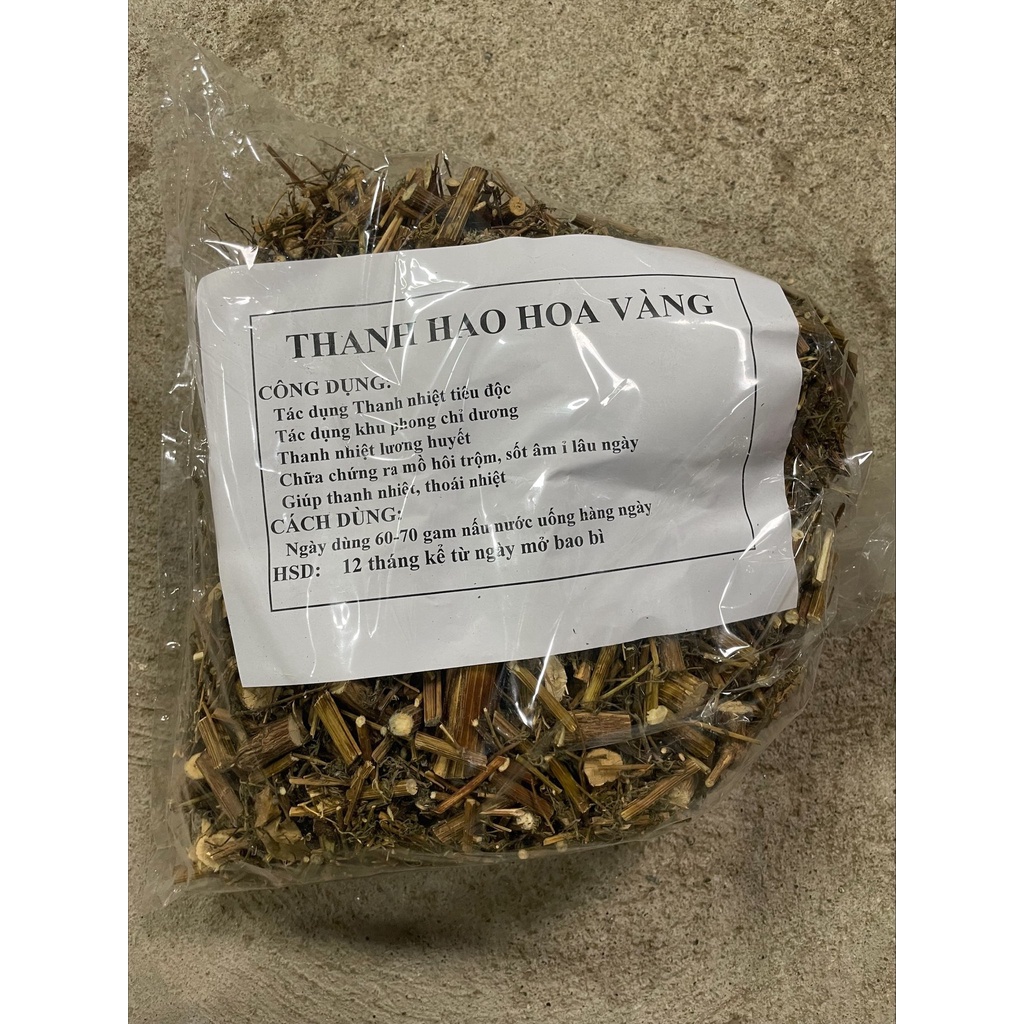 THANH HAO HOA VÀNG
CÔNG DỤNG:
Tác dụng Thanh nhiệt tiêu độc
Tác dụng khu phong chỉ dương
Thanh nhiệt lương huyết
Chữa chứng ra mồ hôi trộm, sốt âm ỉ lâu ngày
Giúp thanh nhiệt, thoái nhiệt
CÁCH DÙNG:
Ngày dùng 60-70 gam nấu nước uống hàng ngày
HSD: 12 tháng kể từ ngày mở bao bì